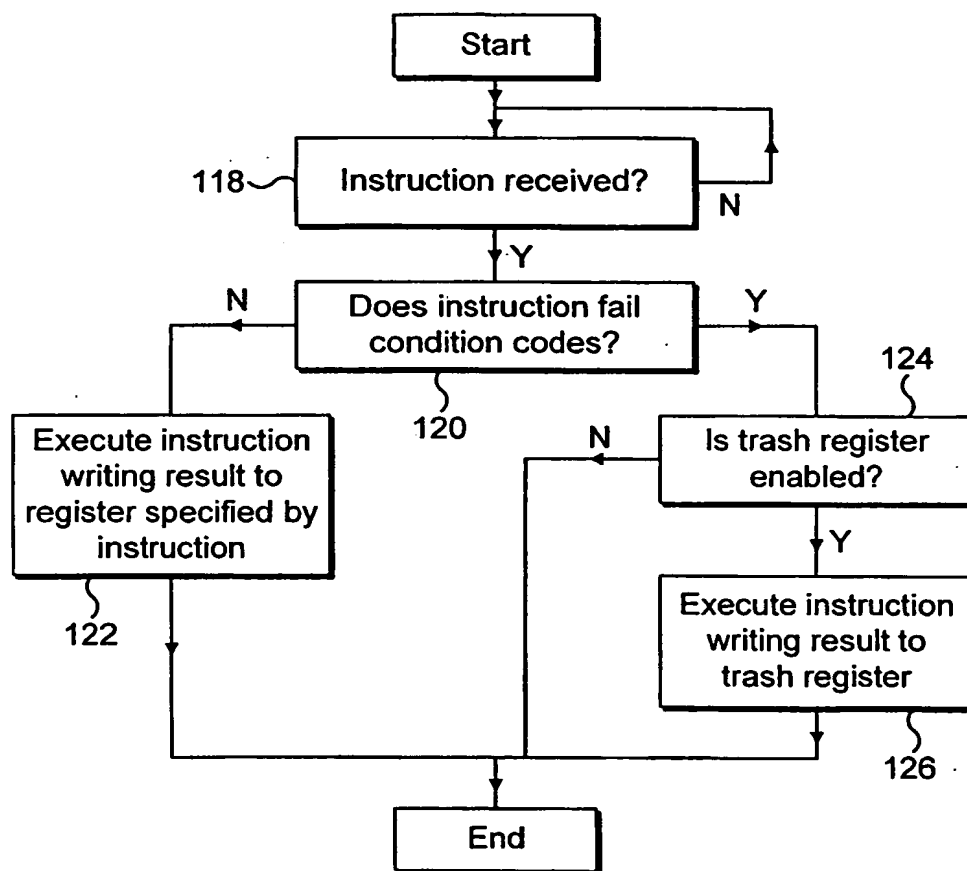 Start
118
Instruction received?
N
Y
N
Does instruction fail
condition codes?
Y
120
124
Execute instruction
writing result to
register specified by
instruction
122
N
Is trash register
enabled?
Y
Execute instruction
writing result to
trash register
126
End